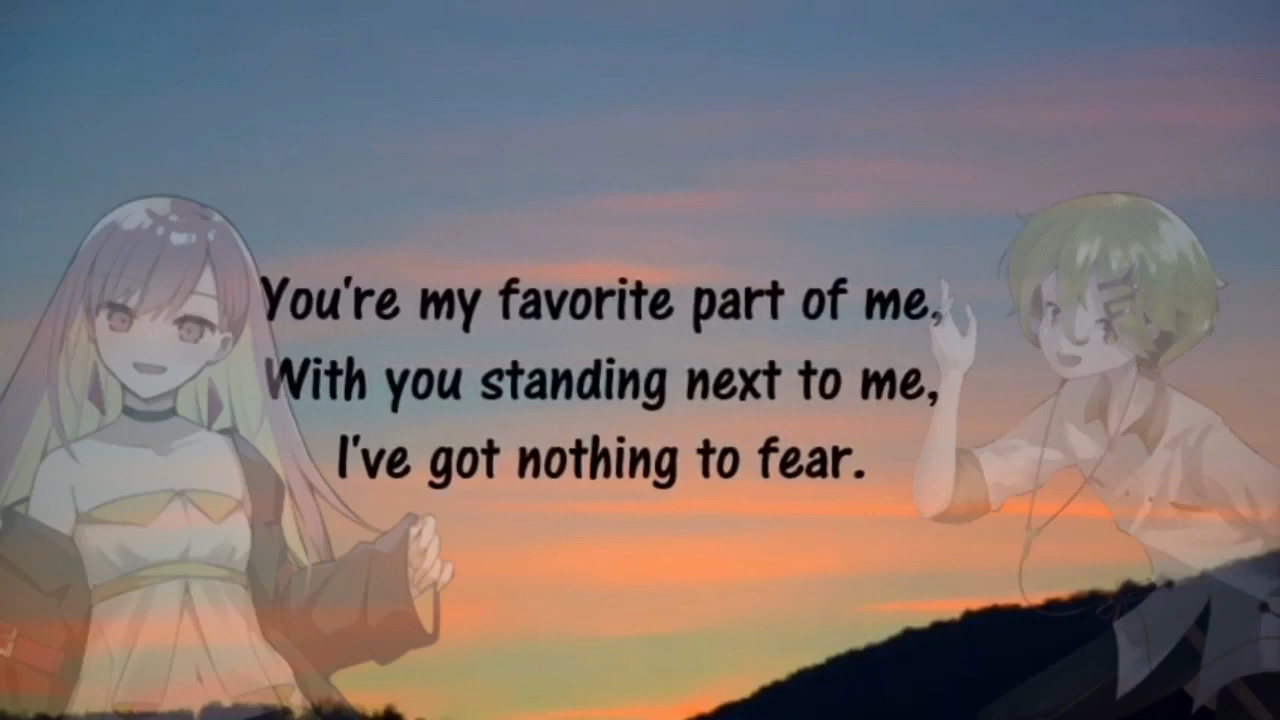 You're my favorite part of me,
With you standing next to me,
I've got nothing to fear.